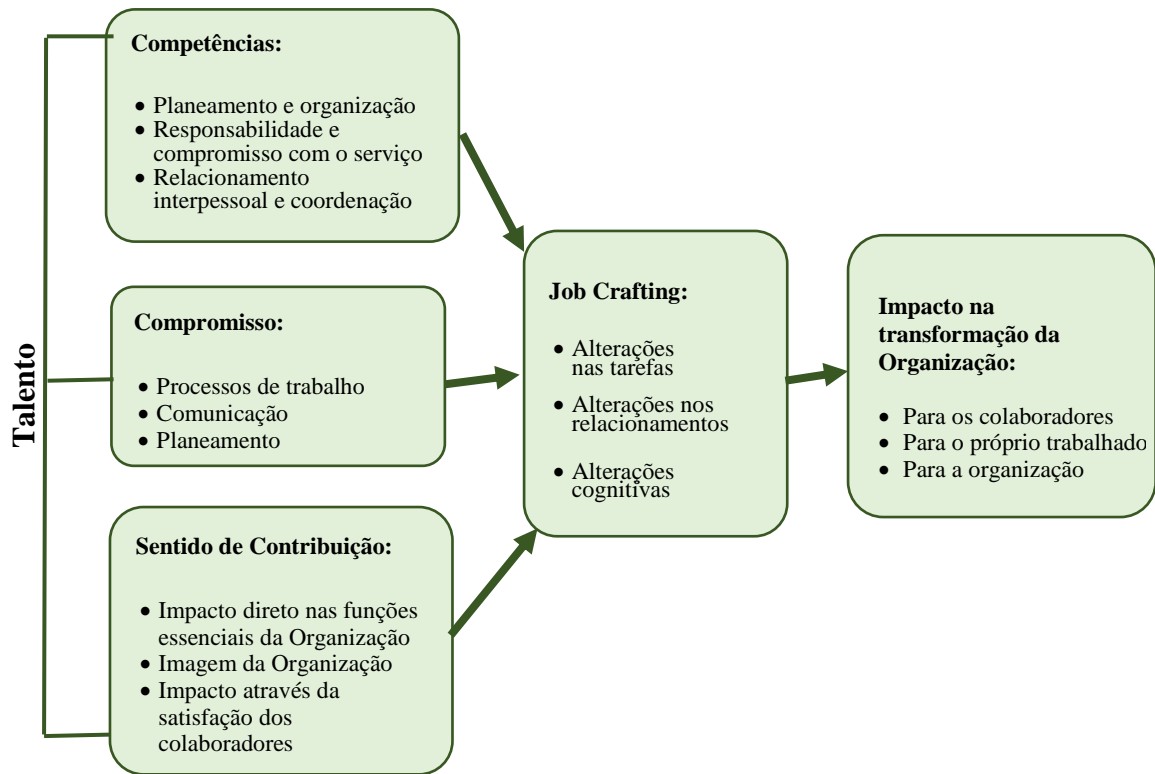 Talento
Competências:
• Planeamento e organização
• Responsabilidade e
compromisso com o serviço
• Relacionamento
interpessoal e coordenação
Compromisso:
• Processos de trabalho
• Comunicação
• Planeamento
Sentido de Contribuição:
• Impacto direto nas funções
essenciais da Organização
• Imagem da Organização
• Impacto através da
satisfação dos
colaboradores
Job Crafting:
• Alterações
nas tarefas
• Alterações nos
relacionamentos
• Alterações
cognitivas
Impacto na
transformação da
Organização:
• Para os colaboradores
• Para o próprio trabalhado
• Para a organização